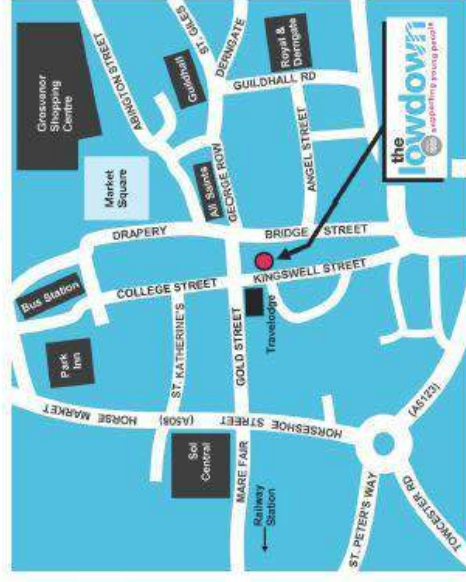 Grosvenor
Shopping
Centre
ABINGTON STREET
ST. GILES
DERNGATE
Guildhall
Royal &
Derngate
GUILDHALL RD
Market
Square
All Saints
GEORGE ROW
ANGEL STREET
DRAPERY
BRIDGE STREET
the
lowdown
supporting young people
Bus Station
COLLEGE STREET
KINGSWELL STREET
Travelodge
Park
Inn
ST. KATHERINE'S
GOLD STREET
HORSE MARKET
(A508)
HORSESHOE STREET
(A5123)
Sol
Central
MARE FAIR
Railway
Station
ST. PETER'S WAY
TOWCESTER RD